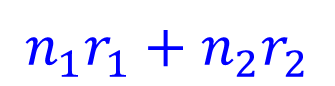 n₁r₁ + n₂r₂